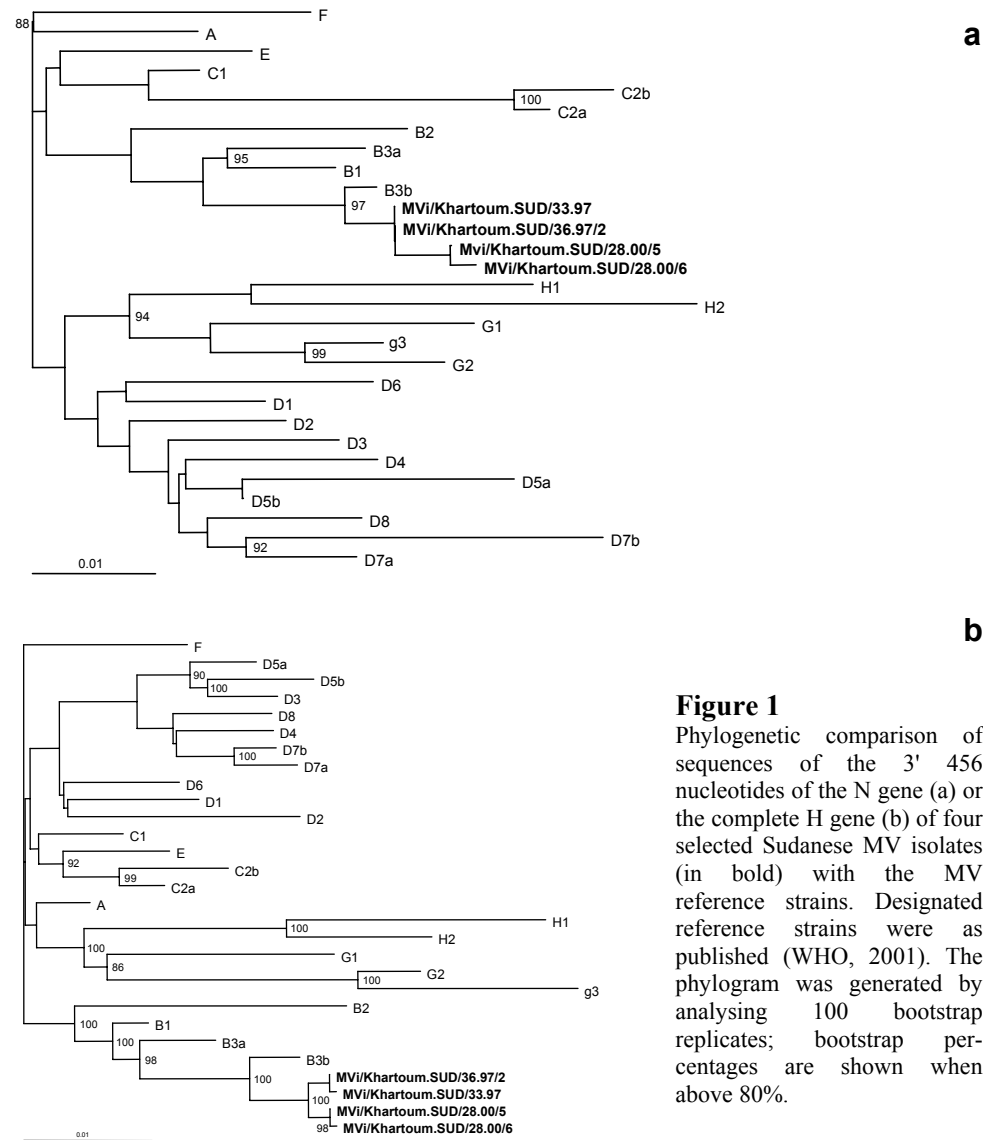 88
F
a
A
E
C1
C2b
100
C2a
B2
B3a
95
B1
B3b
97
MVi/Khartoum.SUD/33.97
MVi/Khartoum.SUD/36.97/2
Mvi/Khartoum.SUD/28.00/5
MVi/Khartoum.SUD/28.00/6
H1
H2
94
G1
g3
99
G2
D6
D1
D2
D3
D4
D5a
D5b
D8
D7b
92
D7a
0.01
b
F
D5a
90
D5b
100
D3
D8
D4
D7b
100
D7a
D6
D1
D2
C1
E
92
C2b
99
C2a
A
H1
100
H2
100
G1
86
G2
100
g3
B2
100
B1
100
B3a
98
B3b
100
MVi/Khartoum.SUD/36.97/2
MVi/Khartoum.SUD/33.97
100
MVi/Khartoum.SUD/28.00/5
98
MVi/Khartoum.SUD/28.00/6
0.01
Figure 1
Phylogenetic comparison of
sequences of the 3' 456
nucleotides of the N gene (a) or
the complete H gene (b) of four
selected Sudanese MV isolates
(in bold) with the MV
reference strains. Designated
reference strains were as
published (WHO, 2001). The
phylogram was generated by
analysing 100 bootstrap
replicates; bootstrap per-
centages are shown when
above 80%.